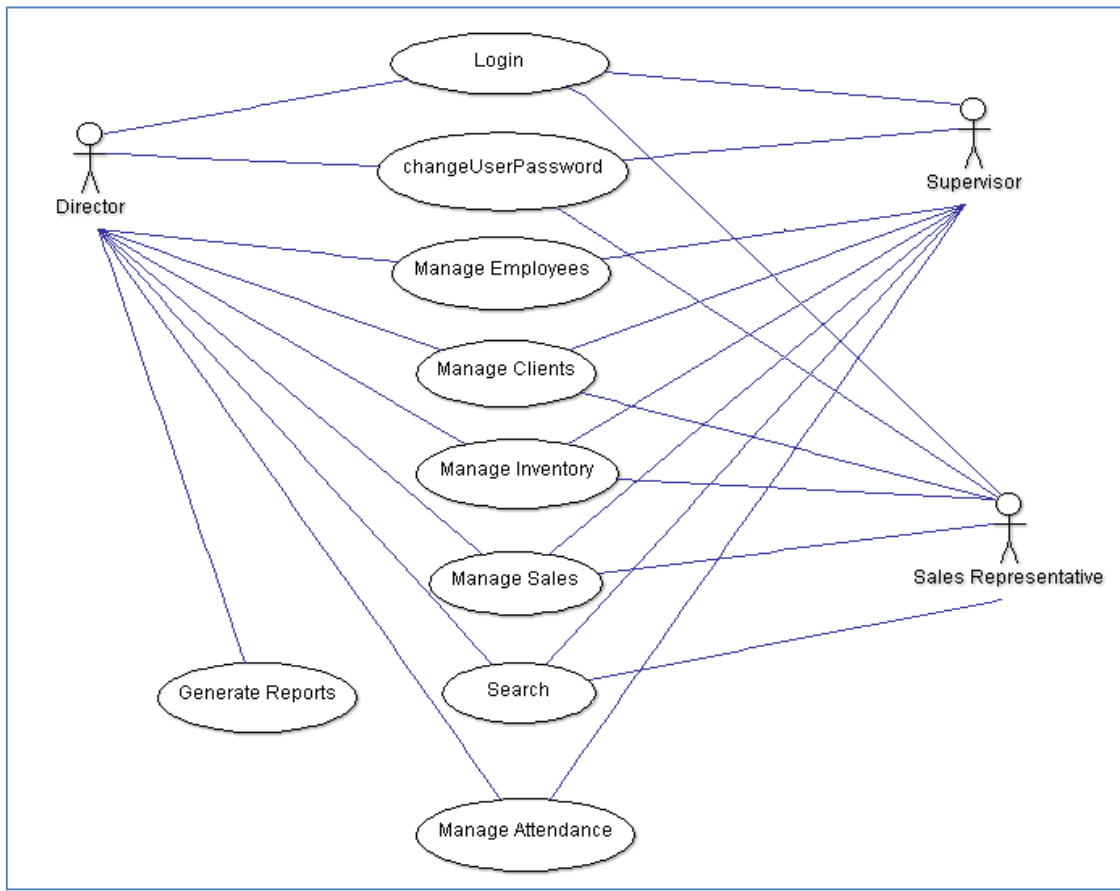 Login
changeUserPassword
Supervisor
Director
Manage Employees
Manage Clients
Manage Inventory
Manage Sales
Sales Representative
Generate Reports
Search
Manage Attendance